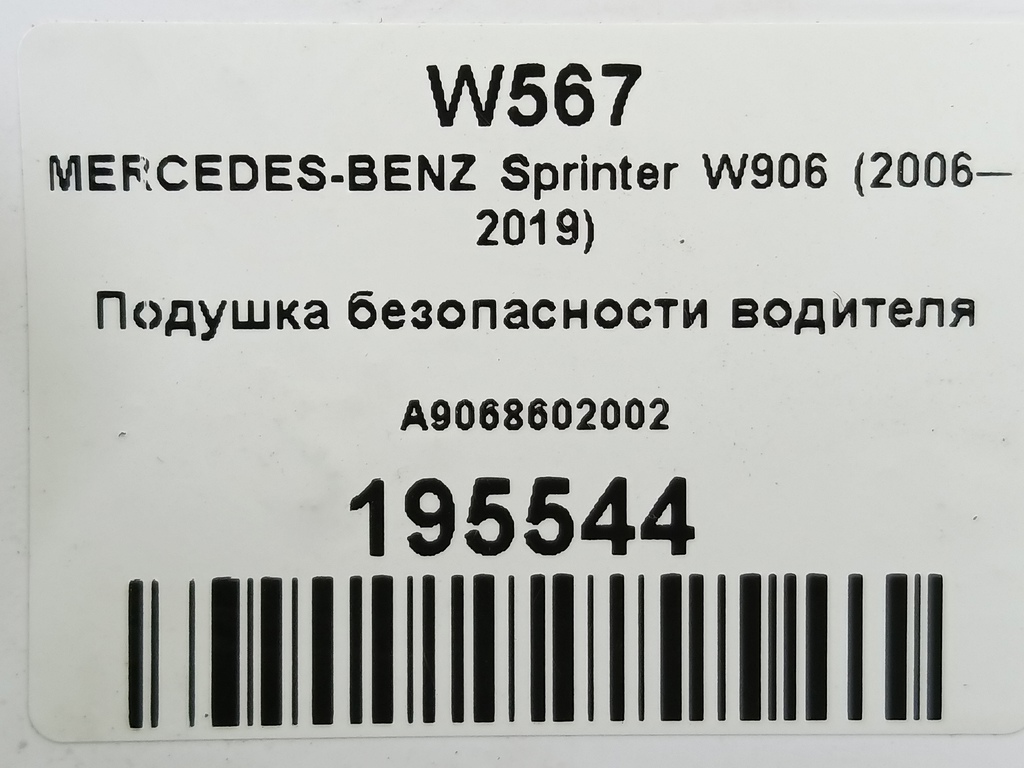 W567
MERCEDES-BENZ Sprinter W906 (2006–
2019)
Подушка безопасности водителя
A9068602002
195544